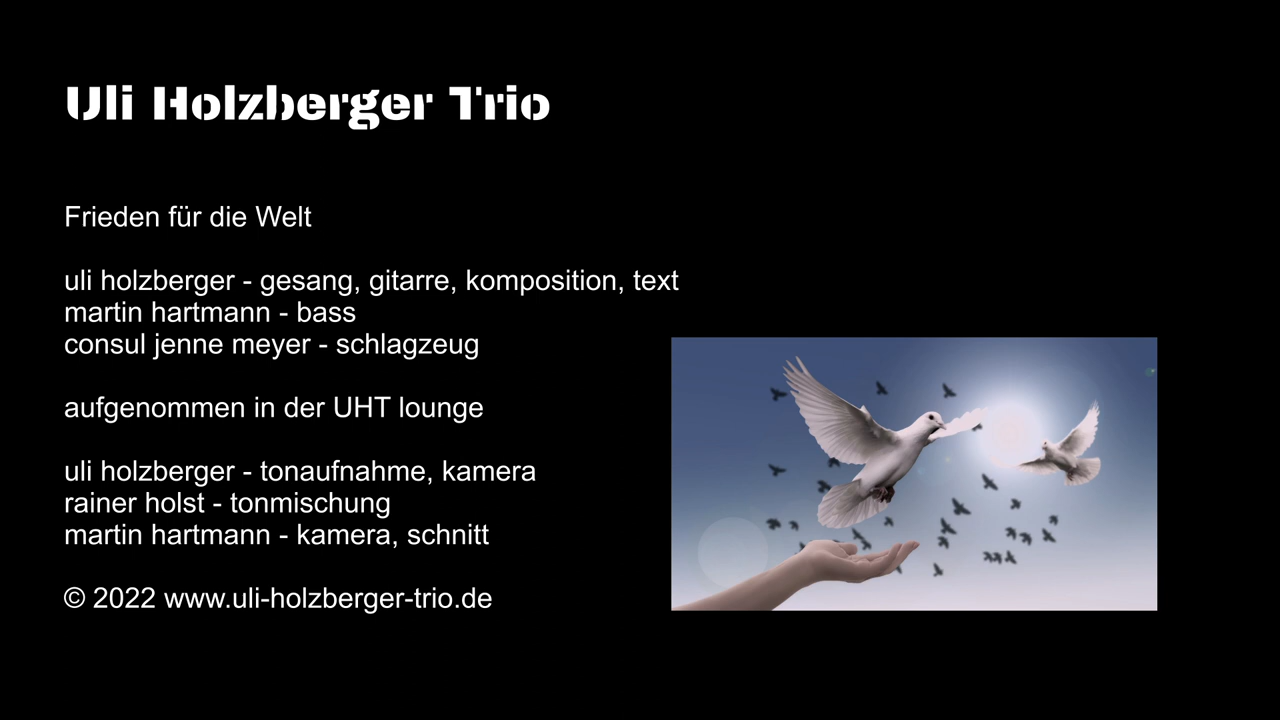 Uli Holzberger Trio
Frieden für die Welt
uli holzberger - gesang, gitarre, komposition, text
martin hartmann - bass
consul jenne meyer - schlagzeug
aufgenommen in der UHT lounge
uli holzberger - tonaufnahme, kamera
rainer holst - tonmischung
martin hartmann - kamera, schnitt
© 2022 www.uli-holzberger-trio.de